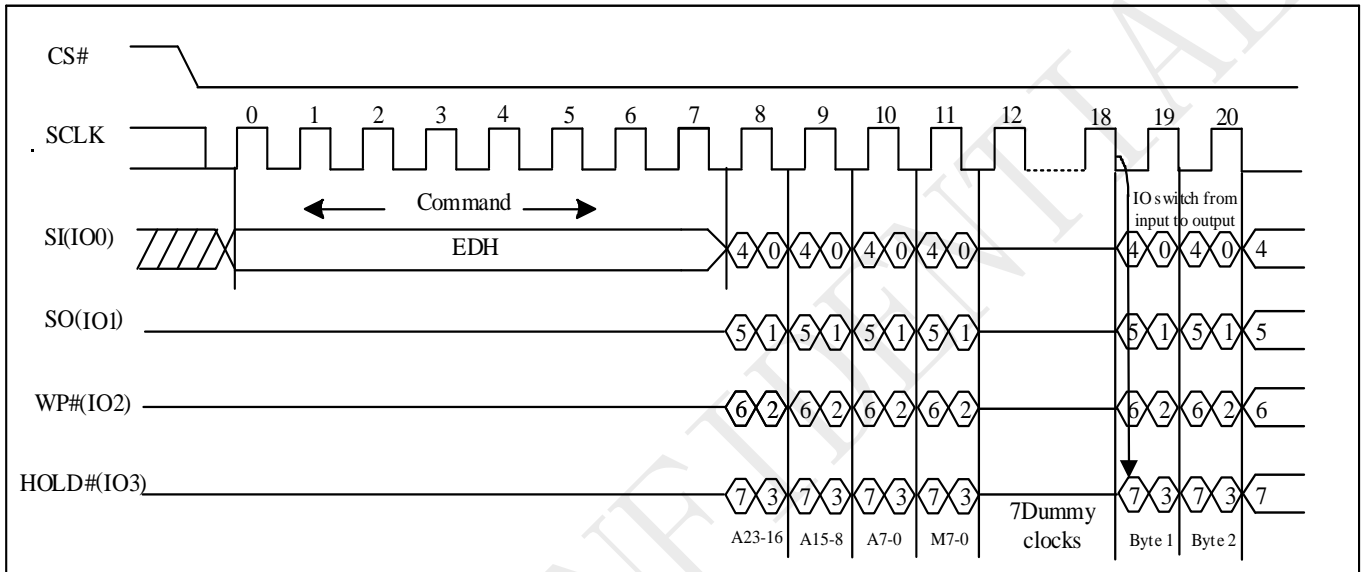 CS#
0 1 2 3 4 5 6 7 8 9 10 11 12 18 19 20
SCLK
Command
IO switch from
input to output
SI(IO0)
EDH
4 0 4 0 4 0 4 0 4 0 4 0 4
SO(IO1)
5 1 5 1 5 1 5 1 5 1 5 1 5
WP#(IO2)
6 2 6 2 6 2 6 2 6 2 6 2 6
HOLD#(IO3)
7 3 7 3 7 3 7 3 7 3 7 3 7
A23-16 A15-8 A7-0 M7-0
7Dummy
clocks
Byte 1 Byte 2
NFIDENTIAL